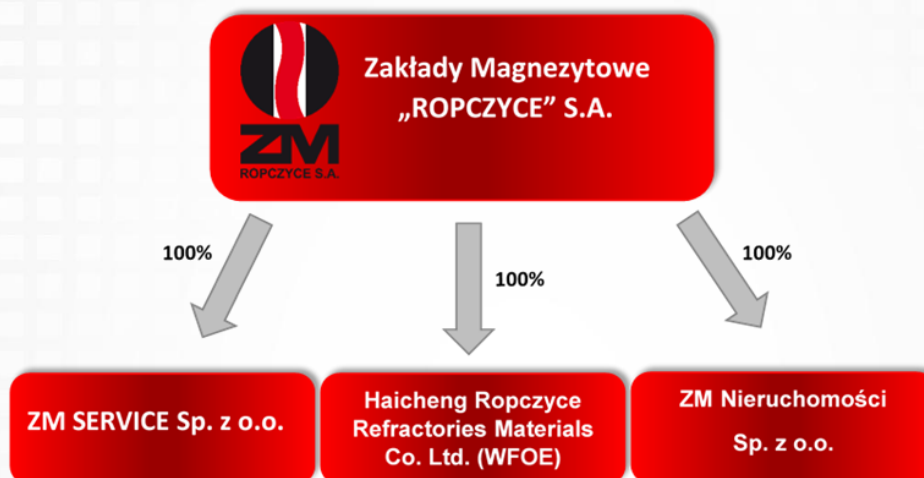 Zakłady Magnezytowe
„ROPCZYCE” S.A.
ZM
ROPCZYCE S.A.
100%
100%
100%
ZM SERVICE Sp. z o.o.
Haicheng Ropczyce
Refractories Materials
Co. Ltd. (WFOE)
ZM Nieruchomości
Sp. z o.o.